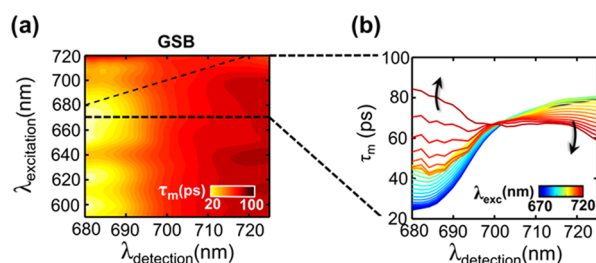 (a)
GSB
λexcitation(nm)
720
700
680
660
640
620
600
τm(ps)
20 100
680 690 700 710 720
λdetection(nm)
(b)
τm (ps)
100
80
60
40
20
λexc(nm)
670 720
680 690 700 710 720
λdetection(nm)